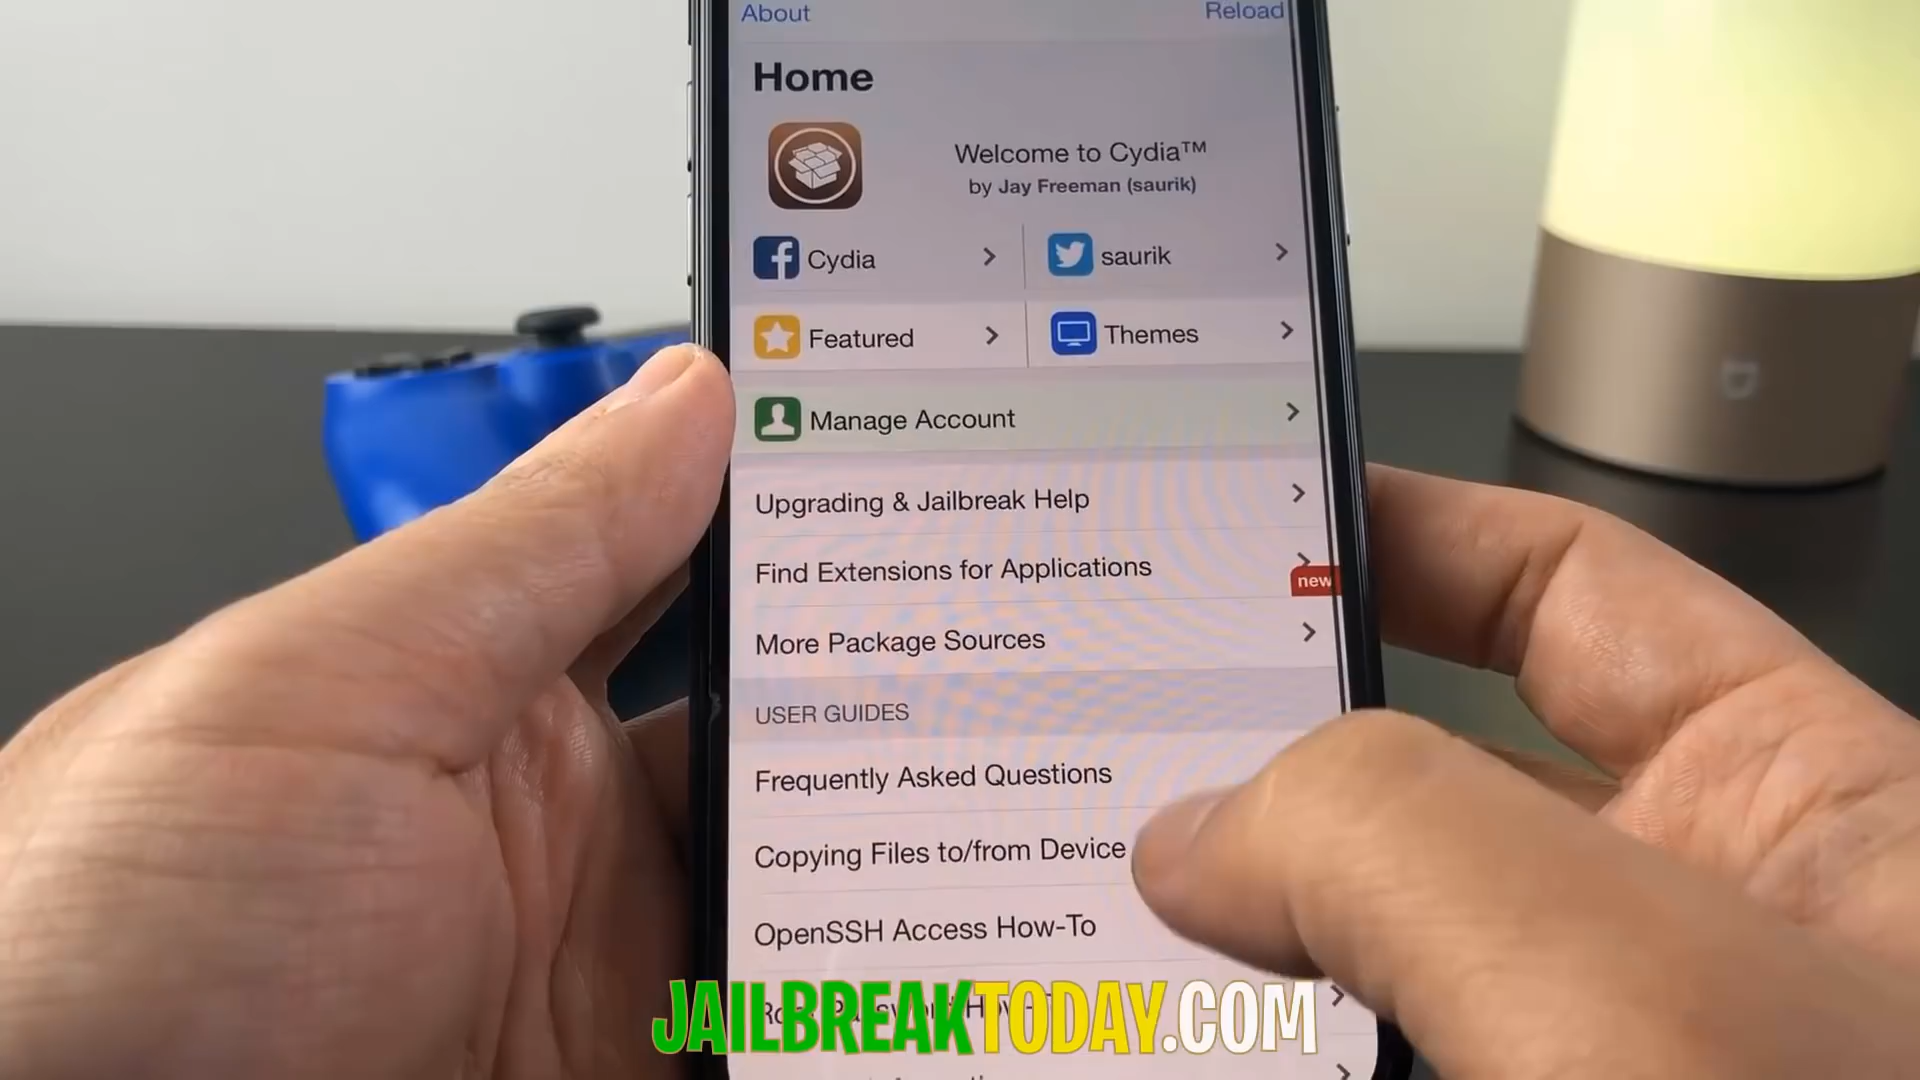 About
Reload
Home
Welcome to Cydia™
by Jay Freeman (saurik)
Cydia
saurik
Featured
Themes
Manage Account
Upgrading & Jailbreak Help
Find Extensions for Applications
new
More Package Sources
USER GUIDES
Frequently Asked Questions
Copying Files to/from Device
OpenSSH Access How-To
JAILBREAKTODAY.COM